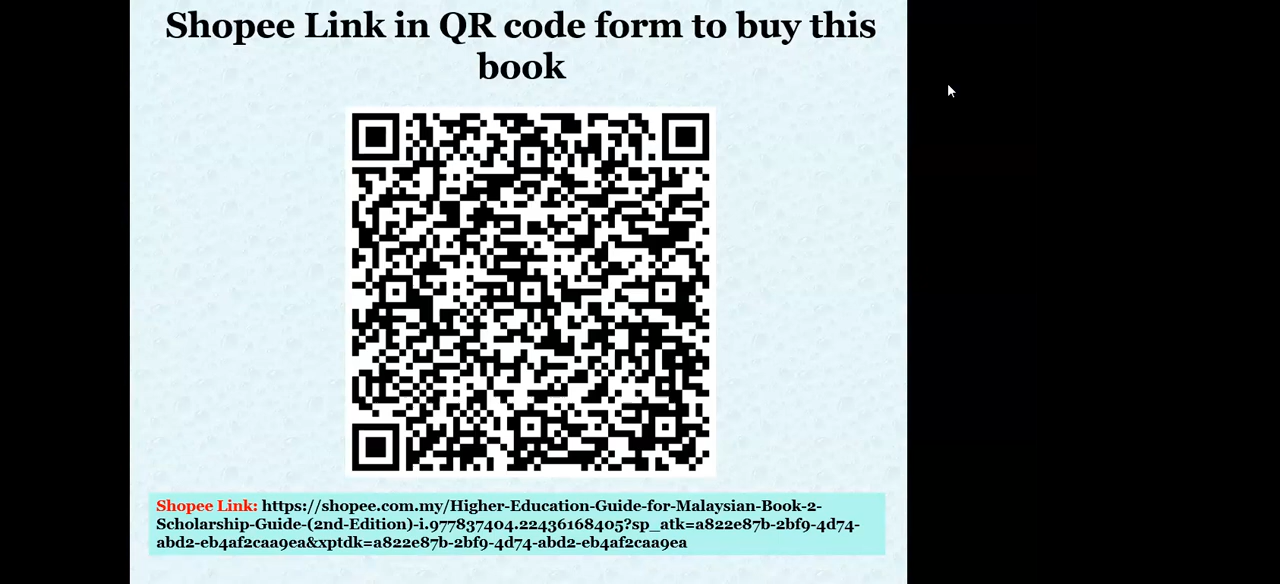 Shopee Link in QR code form to buy this
book
Shopee Link: https://shopee.com.my/Higher-Education-Guide-for-Malaysian-Book-2-
Scholarship-Guide-(2nd-Edition)-i.977837404.22436168405?sp_atk=a822e87b-2bf9-4d74-
abd2-eb4af2caa9ea&xptdk=a822e87b-2bf9-4d74-abd2-eb4af2caa9ea